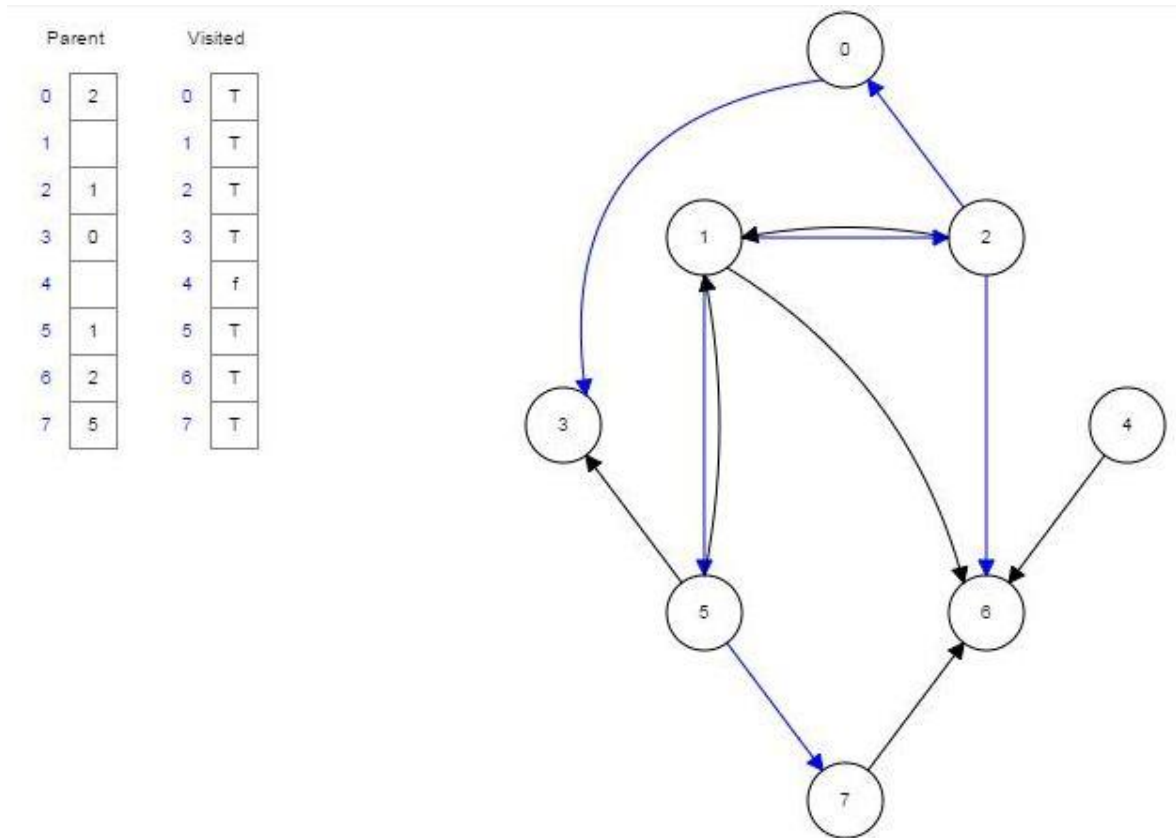 Parent Visited
0 2 0 T
1 1 T
2 1 2 T
3 0 3 T
4 4 f
5 1 5 T
6 2 6 T
7 5 7 T
0
1 2
3 4
5 6
7